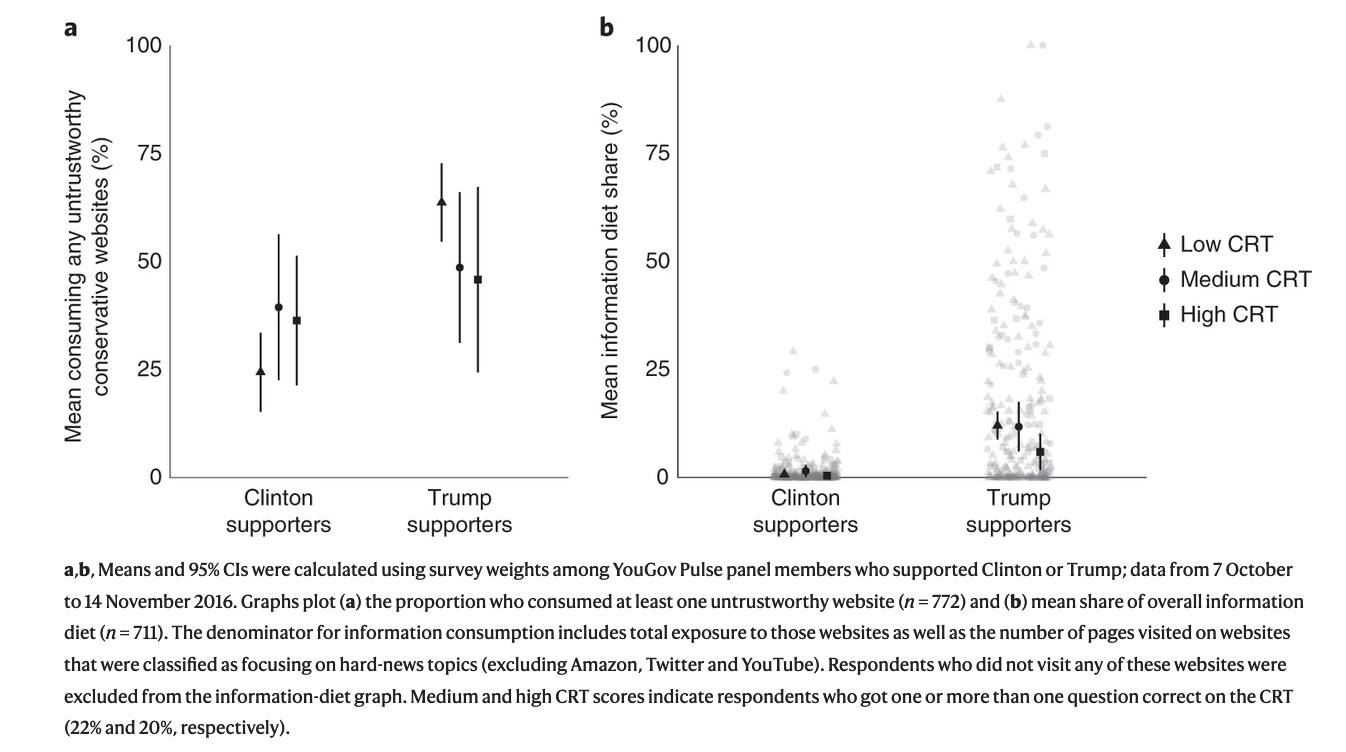 a
100
75
50
25
0
Mean consuming any untrustworthy
conservative websites (%)
Clinton
supporters
Trump
supporters
b
100
75
50
25
0
Mean information diet share (%)
Clinton
supporters
Trump
supporters
Low CRT
Medium CRT
High CRT
a,b, Means and 95% CIs were calculated using survey weights among YouGov Pulse panel members who supported Clinton or Trump; data from 7 October
to 14 November 2016. Graphs plot (a) the proportion who consumed at least one untrustworthy website (n = 772) and (b) mean share of overall information
diet (n = 711). The denominator for information consumption includes total exposure to those websites as well as the number of pages visited on websites
that were classified as focusing on hard-news topics (excluding Amazon, Twitter and YouTube). Respondents who did not visit any of these websites were
excluded from the information-diet graph. Medium and high CRT scores indicate respondents who got one or more than one question correct on the CRT
(22% and 20%, respectively).